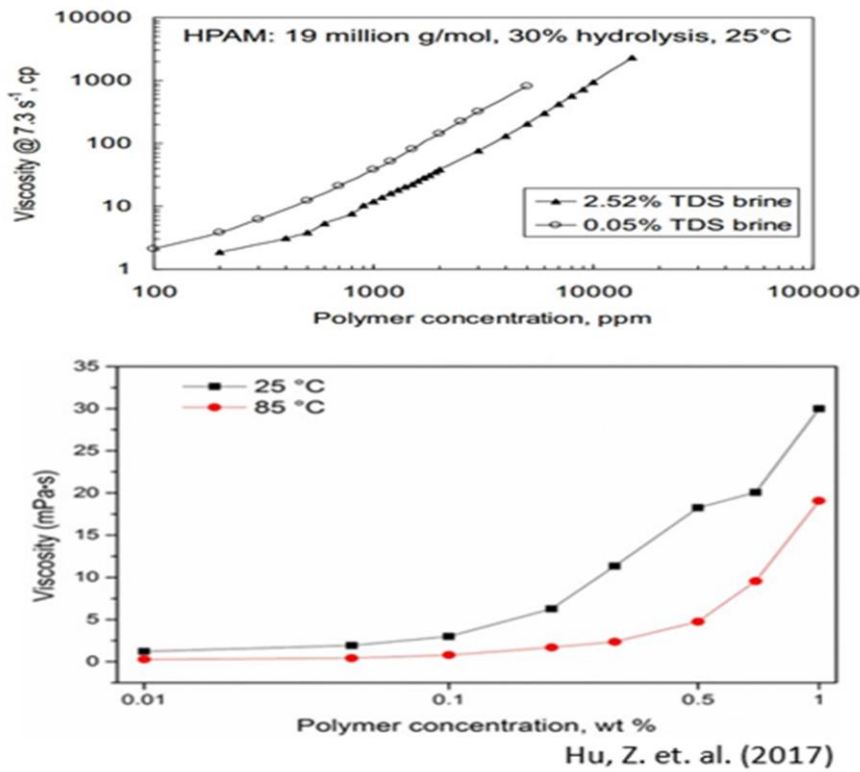 HPAM: 19 million g/mol, 30% hydrolysis, 25°C
Viscosity @ 7.3 s-1, cp
10000
1000
100
10
1
2.52% TDS brine
0.05% TDS brine
100 1000 10000 100000
Polymer concentration, ppm
25 °C
85 °C
Viscosity (mPa•s)
35
30
25
20
15
10
5
0
0.01 0.1 0.5 1
Polymer concentration, wt %
Hu, Z. et. al. (2017)